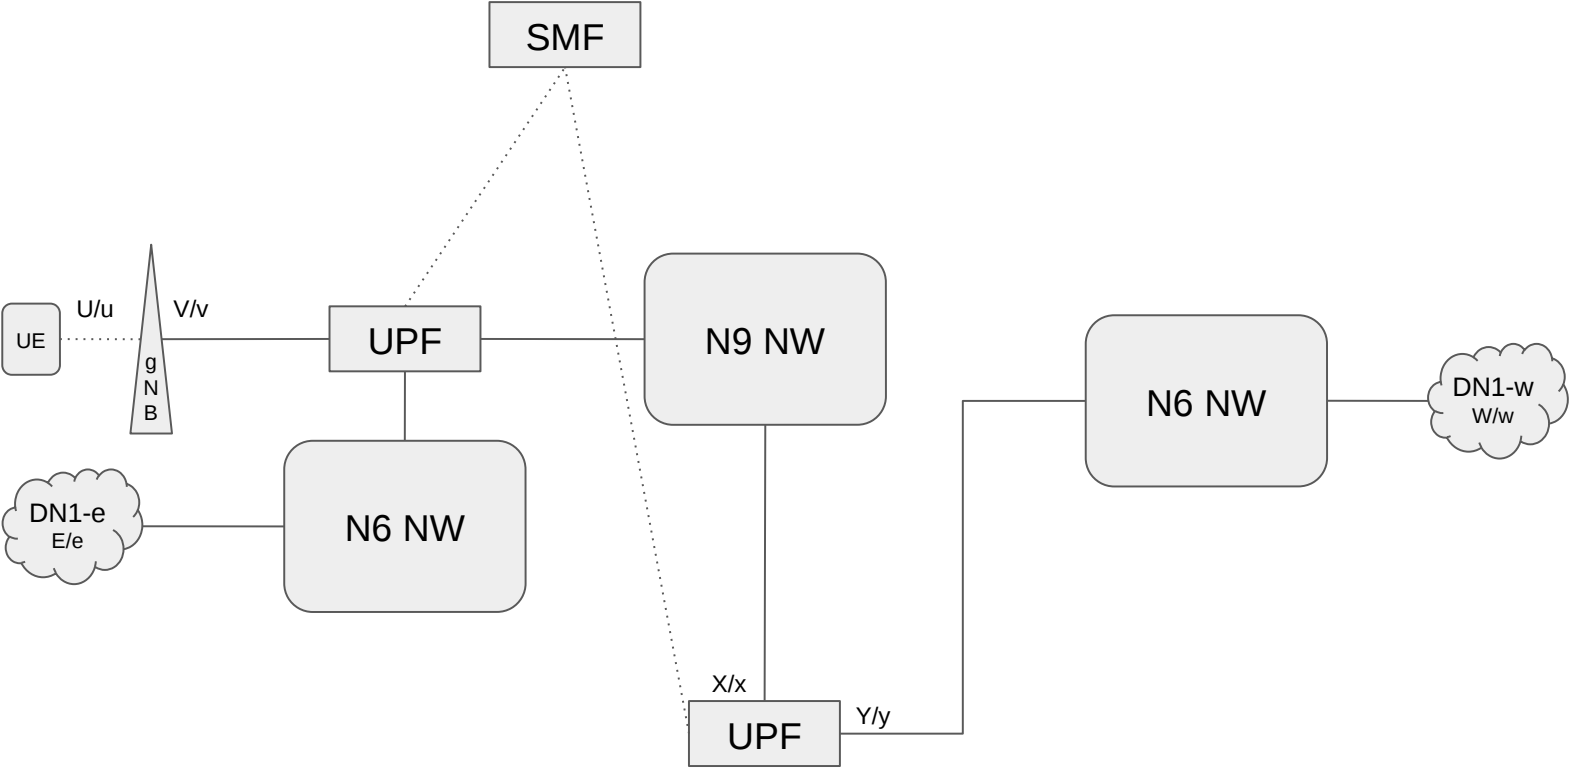 SMF
U/u
V/v
UE
g
N
B
UPF
N9 NW
N6 NW
DN1-w
W/w
DN1-e
E/e
N6 NW
X/x
Y/y
UPF